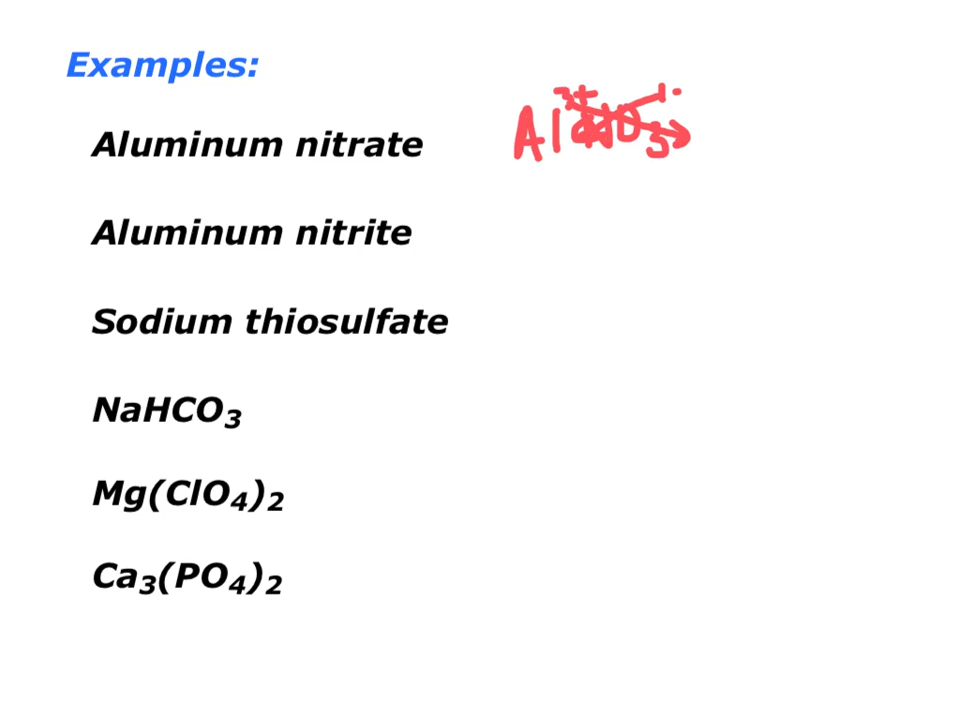 Examples:
Aluminum nitrate
Aluminum nitrite
Sodium thiosulfate
NaHCO₃
Mg(ClO₄)₂
Ca₃(PO₄)₂